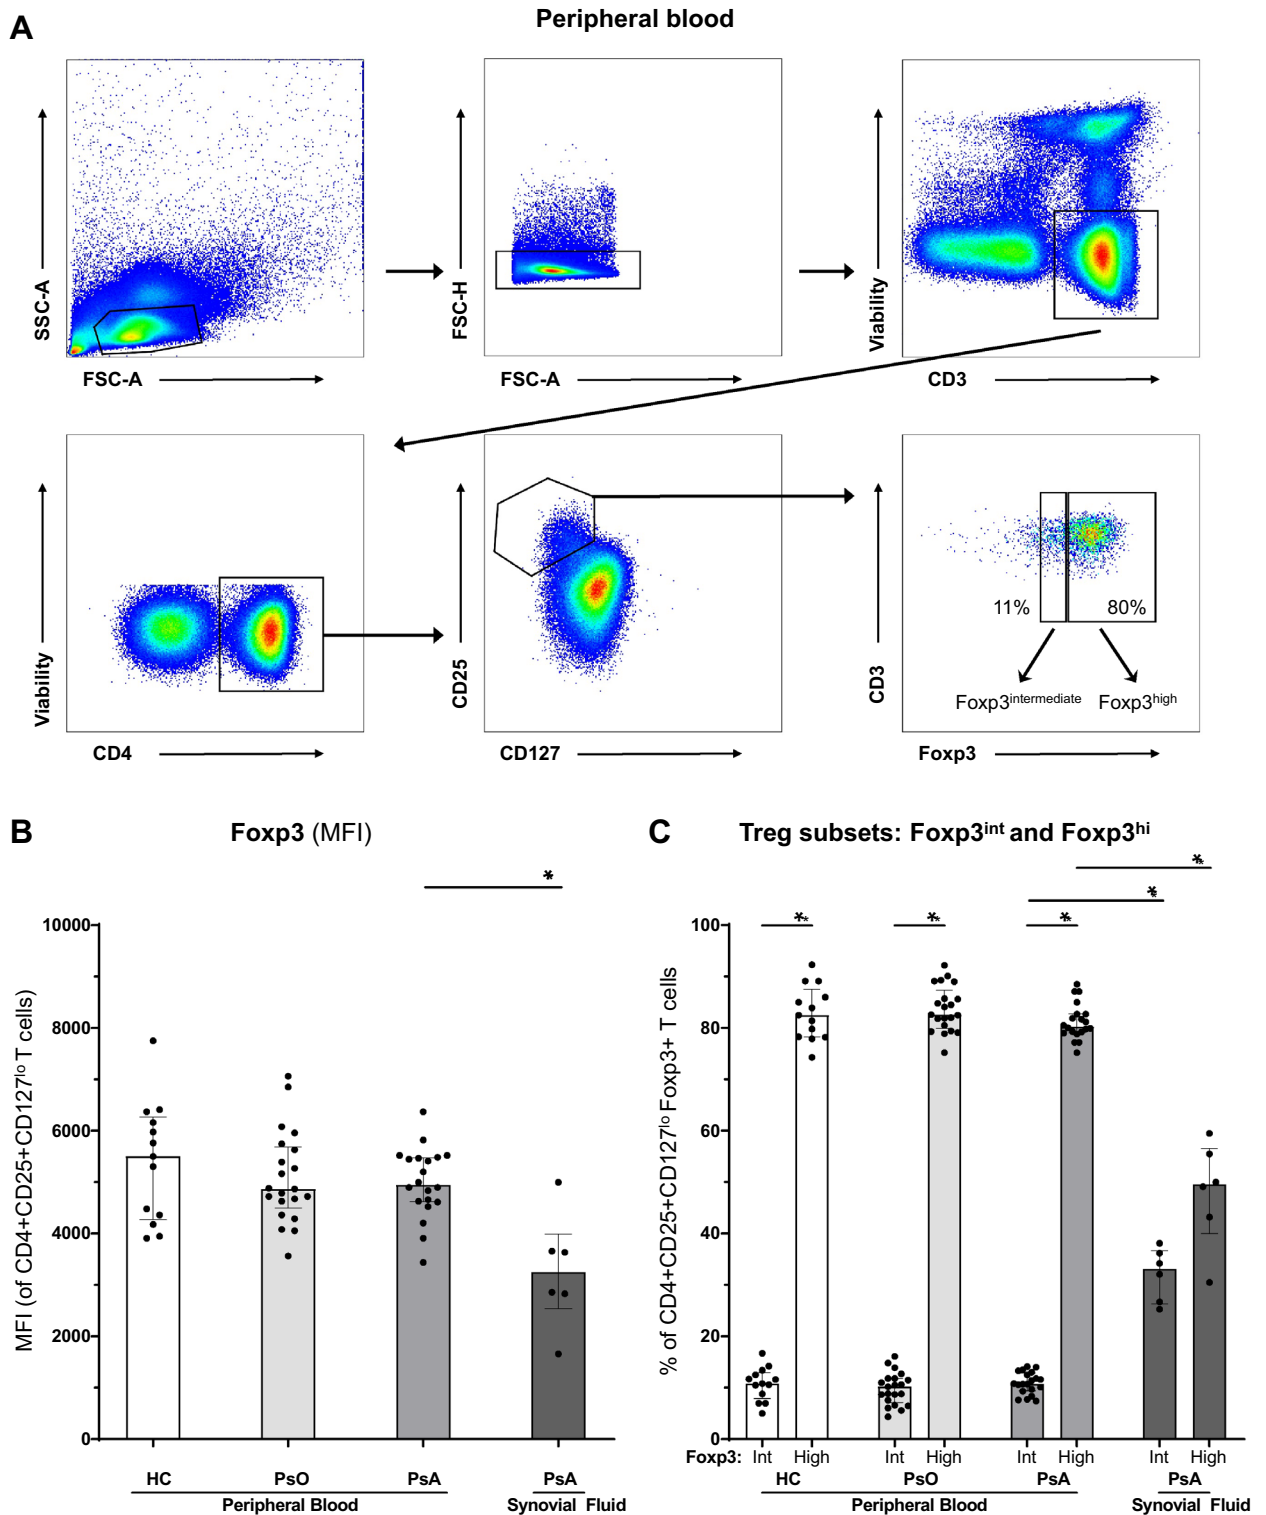 A
Peripheral blood
SSC-A
FSC-A
FSC-H
FSC-A
Viability
CD3
Viability
CD4
CD25
CD127
CD3
11%
80%
Foxp3intermediate
Foxp3high
Foxp3
B
Foxp3 (MFI)
*
MFI (of CD4+CD25+CD127lo T cells)
10000
8000
6000
4000
2000
0
HC
PsO
PsA
PsA
Peripheral Blood
Synovial Fluid
C
Treg subsets: Foxp3int and Foxp3hi
**
**
**
**
**
% of CD4+CD25+CD127lo Foxp3+ T cells
100
80
60
40
20
0
Foxp3: Int High Int High Int High Int High
HC
PsO
PsA
PsA
Peripheral Blood
Synovial Fluid